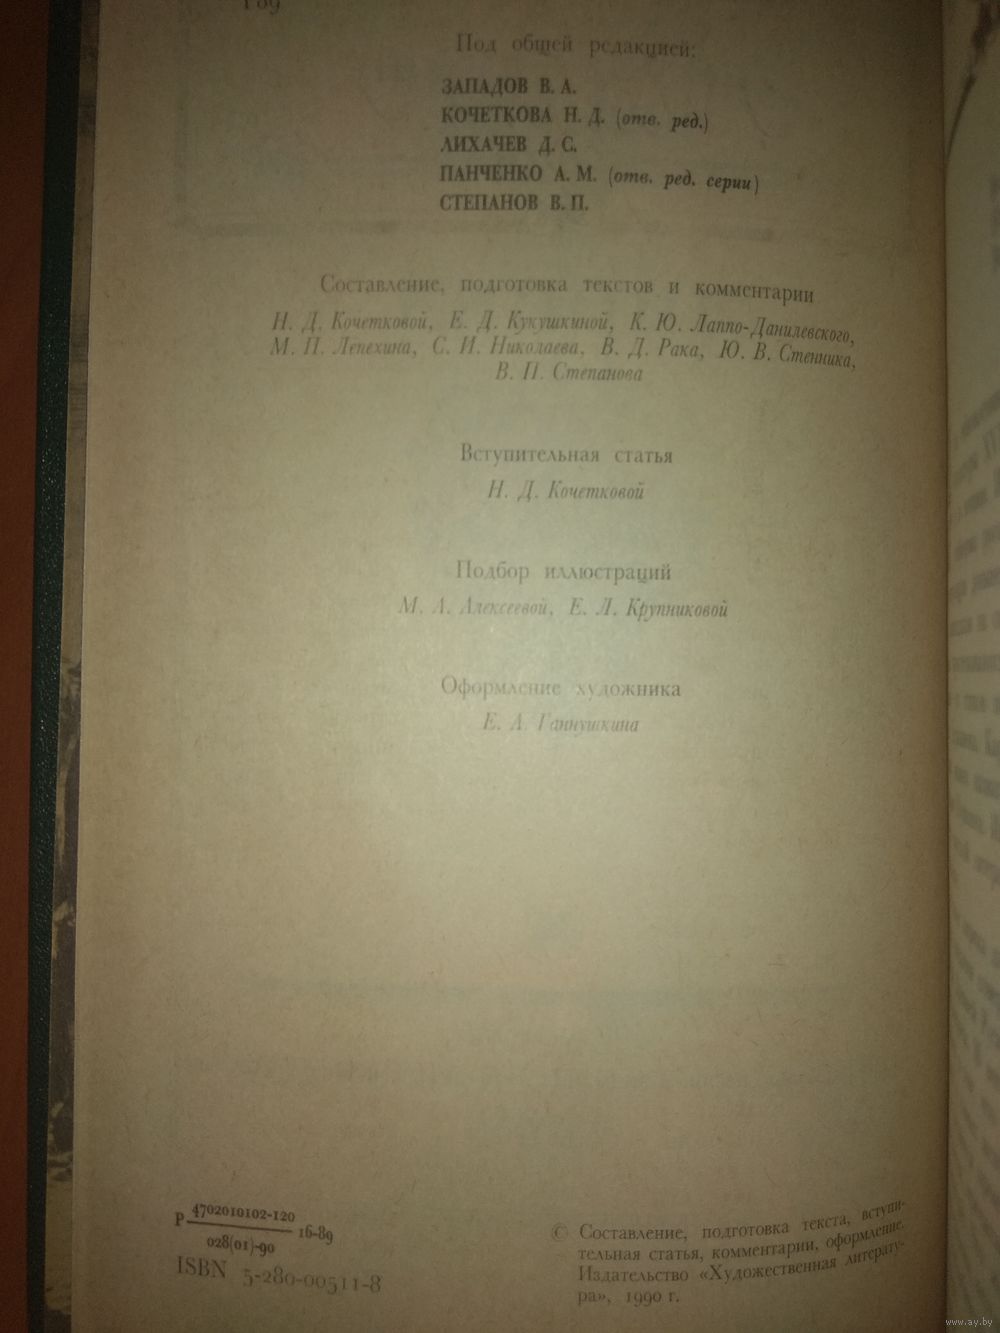 Под общей редакцией:
ЗАПАДОВ В. А.
КОЧЕТКОВА Н. Д. (отв. ред.)
ЛИХАЧЕВ Д. С.
ПАНЧЕНКО А. М. (отв. ред. серии)
СТЕПАНОВ В. П.
Составление, подготовка текстов и комментарии
Н. Д. Кочетковой, Е. Д. Кукушкиной, К. Ю. Лаппо-Данилевского,
М. П. Лепехина, С. И. Николаева, В. Д. Рака, Ю. В. Стенника,
В. П. Степанова
Вступительная статья
Н. Д. Кочетковой
Подбор иллюстраций
М. А. Алексеевой, Е. Л. Крупниковой
Оформление художника
Е. А. Ганнушкина
Р 4702010102-120
028(01)-90
16-89
ISBN 5-280-00511-8
© Составление, подготовка текста, вступи-
тельная статья, комментарии, оформление.
Издательство «Художественная литерату-
ра», 1990 г.
www.ay.by